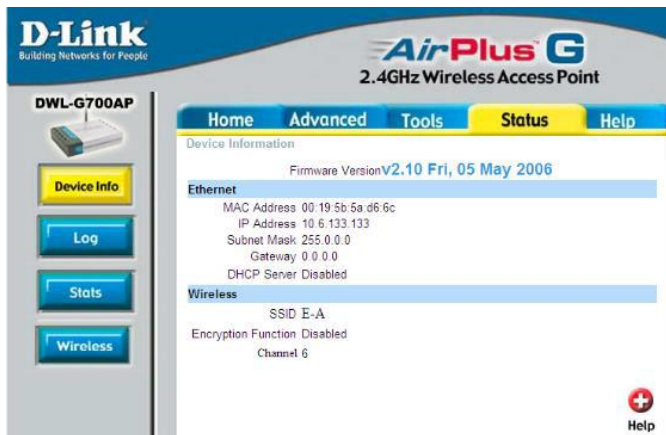 D-Link
Building Networks for People
AirPlus G
2.4GHz Wireless Access Point
DWL-G700AP
Home Advanced Tools Status Help
Device Information
Firmware Version v2.10 Fri, 05 May 2006
Device Info
Ethernet
MAC Address 00:19:5b:5a:d6:6c
IP Address 10.6.133.133
Subnet Mask 255.0.0.0
Gateway 0.0.0.0
DHCP Server Disabled
Log
Stats
Wireless
SSID E-A
Encryption Function Disabled
Channel 6
Wireless
Help